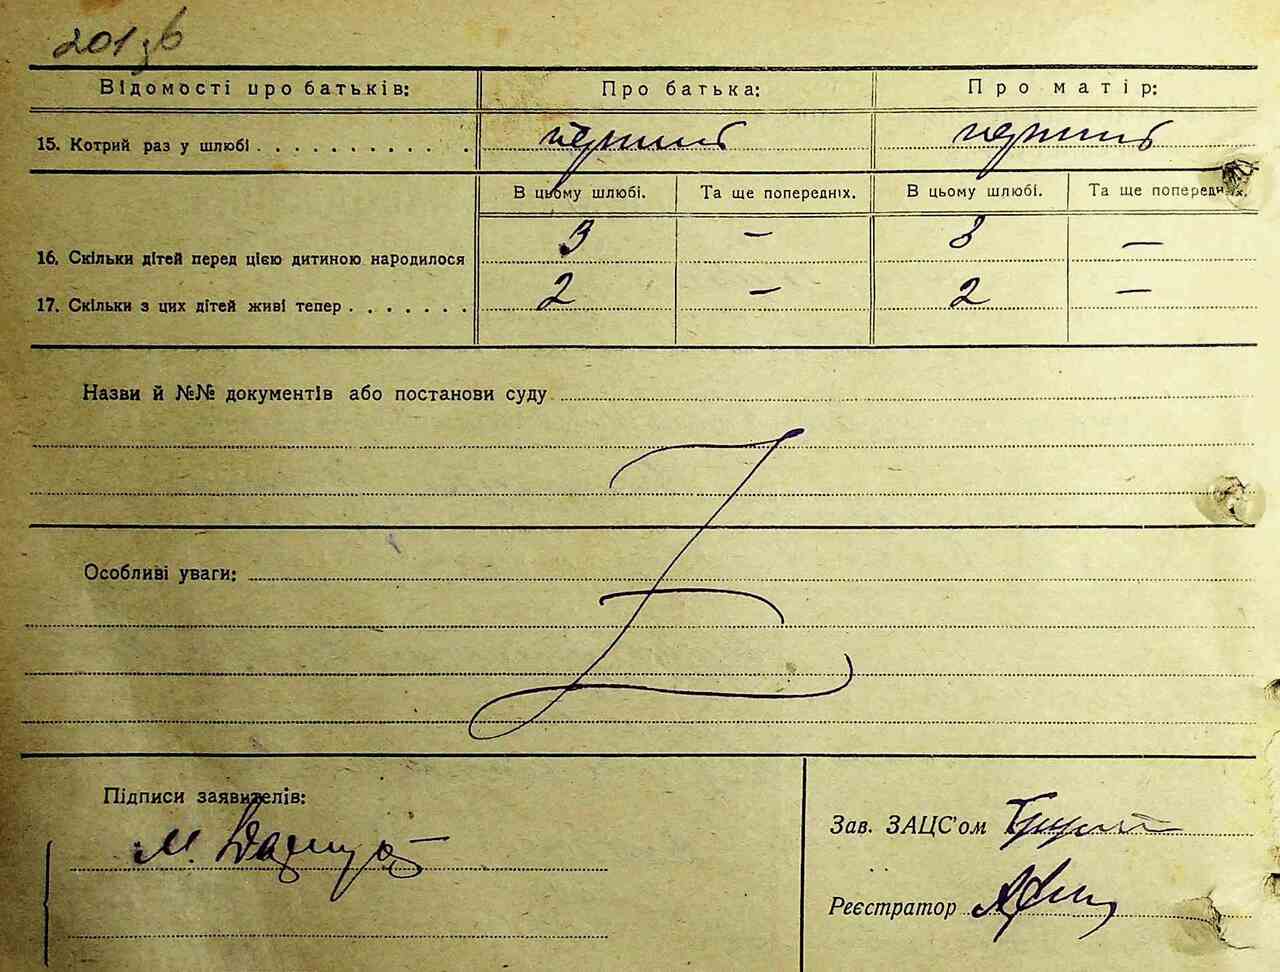 201
Відомості про батьків: Про батька: Про матір:
15. Котрий раз у шлюбі . . . . . . . . . . . . перший перший
В цьому шлюбі. Та ще попередніх. В цьому шлюбі. Та ще попередніх.
16. Скільки дітей перед цією дитиною народилося 3 – 3 –
17. Скільки з цих дітей живі тепер . . . . . . . 2 – 2 –
Назви й №№ документів або постанови суду
Z
Особливі уваги:
Підписи заявителів:
М.
Зав. ЗАЦС'ом
Реєстратор